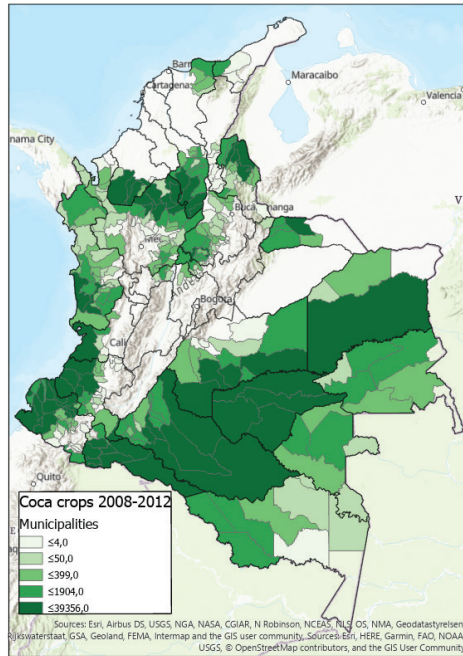 Barr
Cartagena
Maracaibo
Valencia
nama City
V
Bucaramanga
Me
Andes
Bogota
Cali
Quito
Coca crops 2008-2012
Municipalities
≤4,0
≤50,0
≤399,0
≤1904,0
≤39356,0
Sources: Esri, Airbus DS, USGS, NGA, NASA, CGIAR, N Robinson, NCEAS, NLS, OS, NMA, Geodatastyrelsen,
Rijkswaterstaat, GSA, Geoland, FEMA, Intermap and the GIS user community, Sources: Esri, HERE, Garmin, FAO, NOAA,
USGS, © OpenStreetMap contributors, and the GIS User Community